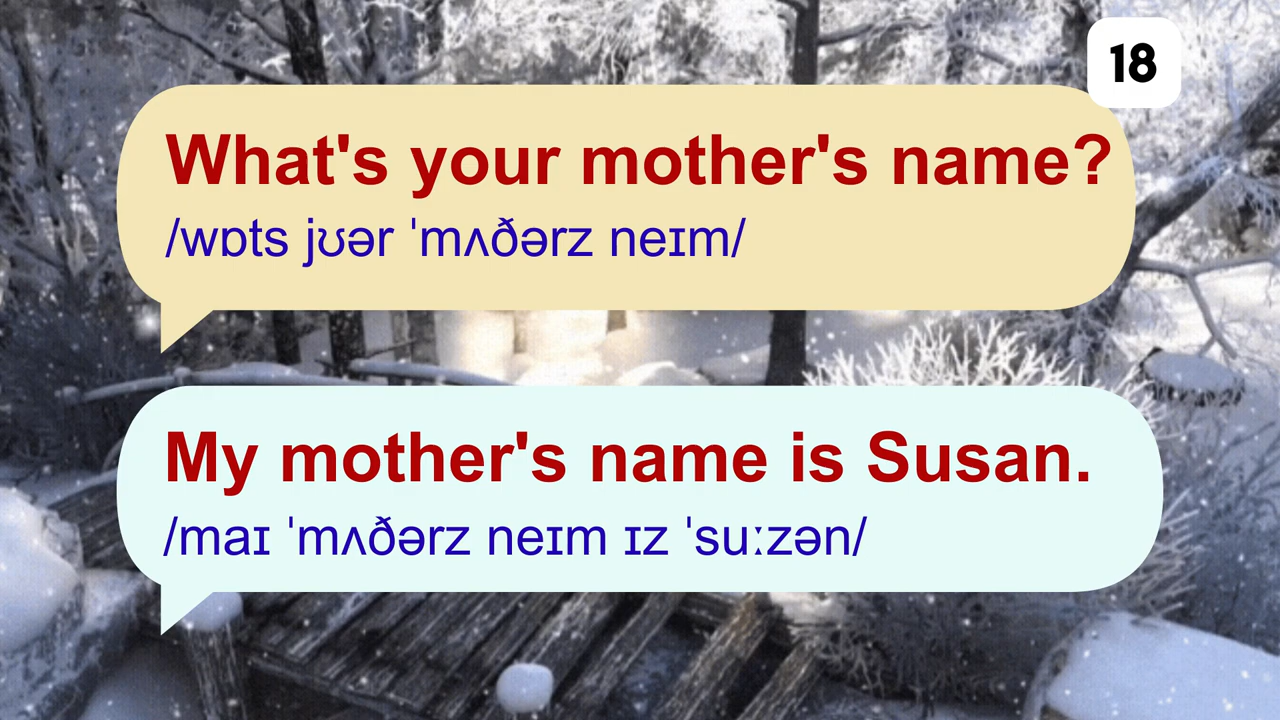 18
What's your mother's name?
/wɒts jʊər ˈmʌðərz neɪm/
My mother's name is Susan.
/maɪ ˈmʌðərz neɪm ɪz ˈsuːzən/